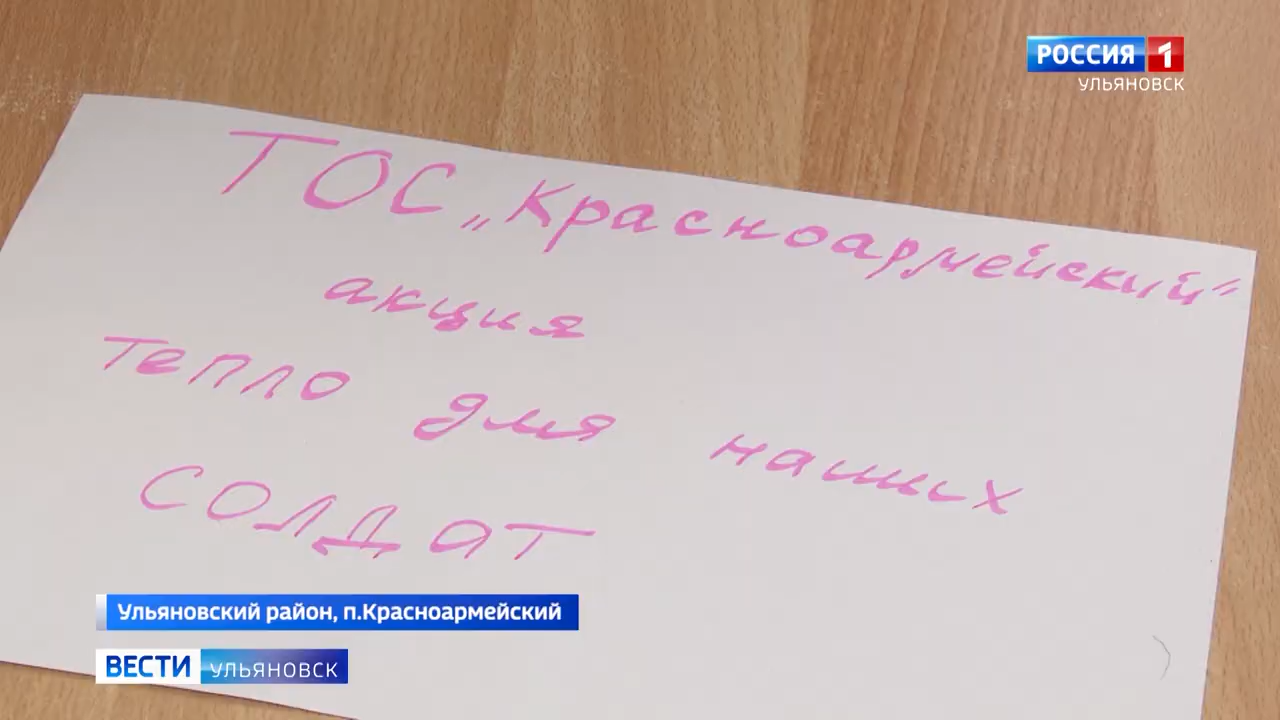 РОССИЯ 1
УЛЬЯНОВСК
ТОС „Красноармейский“
акция
тепло для наших
солдат
Ульяновский район, п.Красноармейский
ВЕСТИ УЛЬЯНОВСК